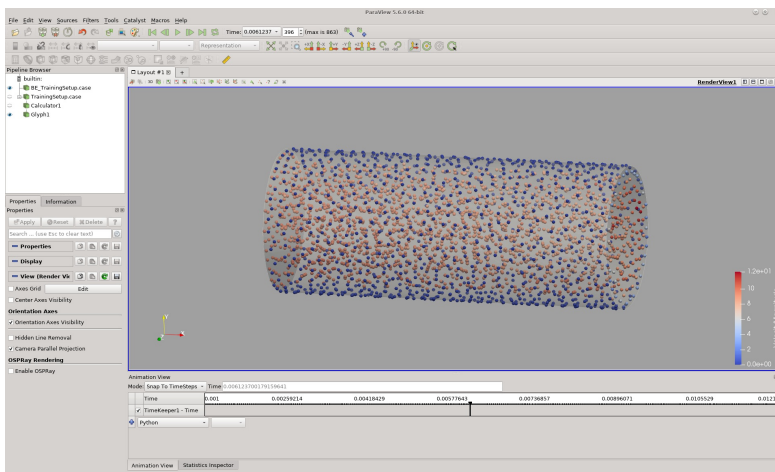 ParaView 5.6.0 64-bit
File Edit View Sources Filters Tools Catalyst Macros Help
Time: 0.0061237 396 (max is 863)
Representation
Pipeline Browser
builtin:
BE_TrainingSetup.case
TrainingSetup.case
Calculator1
Glyph1
Layout #1 +
3D
RenderView1
Properties Information
Properties
Apply Reset Delete ?
Search ... (use Esc to clear text)
Properties
Display
View (Render Vie
Axes Grid Edit
Center Axes Visibility
Orientation Axes
Orientation Axes Visibility
Hidden Line Removal
Camera Parallel Projection
OSPRay Rendering
Enable OSPRay
Y
1.2e+01
10
8
6
4
2
0.0e+00
Animation View
Mode: Snap To TimeSteps Time: 0.006123700179159641
Time 0.001 0.00259214 0.00418429 0.00577643 0.00736857 0.00896071 0.0105529 0.0121
TimeKeeper1 - Time
Python
Animation View Statistics Inspector